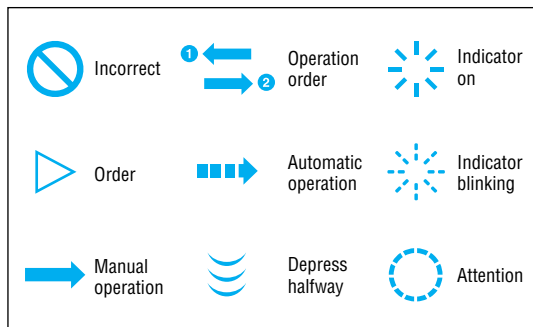 Incorrect
1
2
Operation
order
Indicator
on
Order
Automatic
operation
Indicator
blinking
Manual
operation
Depress
halfway
Attention